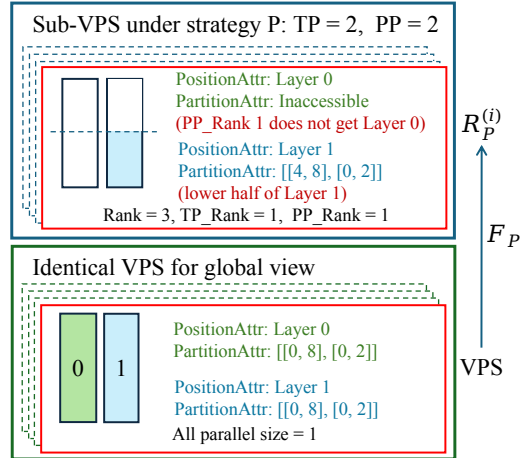 Sub-VPS under strategy P: TP = 2, PP = 2
PositionAttr: Layer 0
PartitionAttr: Inaccessible
(PP_Rank 1 does not get Layer 0)
PositionAttr: Layer 1
PartitionAttr: [[4, 8], [0, 2]]
(lower half of Layer 1)
Rank = 3, TP_Rank = 1, PP_Rank = 1
R_P^{(i)}
F_P
VPS
Identical VPS for global view
0
1
PositionAttr: Layer 0
PartitionAttr: [[0, 8], [0, 2]]
PositionAttr: Layer 1
PartitionAttr: [[0, 8], [0, 2]]
All parallel size = 1